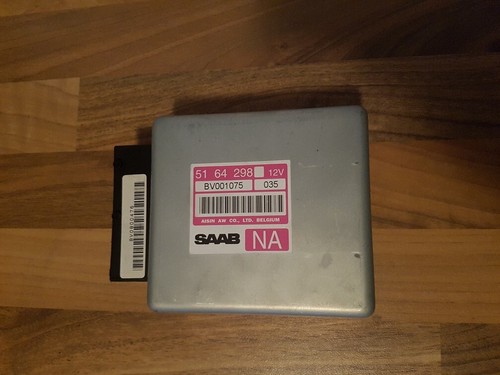 51 64 298 12V
BV001075 035
AISIN AW CO., LTD. BELGIUM
SAAB NA